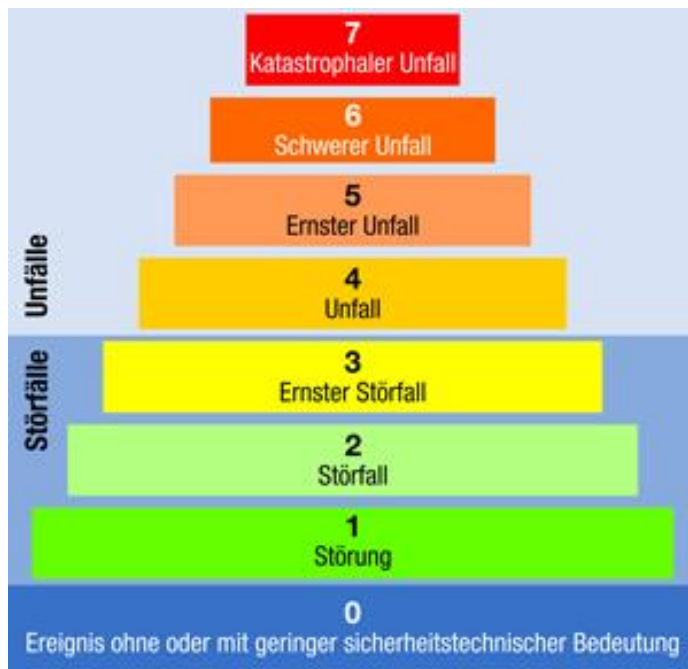 7
Katastrophaler Unfall
6
Schwerer Unfall
5
Ernster Unfall
4
Unfall
Unfälle
3
Ernster Störfall
2
Störfall
1
Störung
Störfälle
0
Ereignis ohne oder mit geringer sicherheitstechnischer Bedeutung